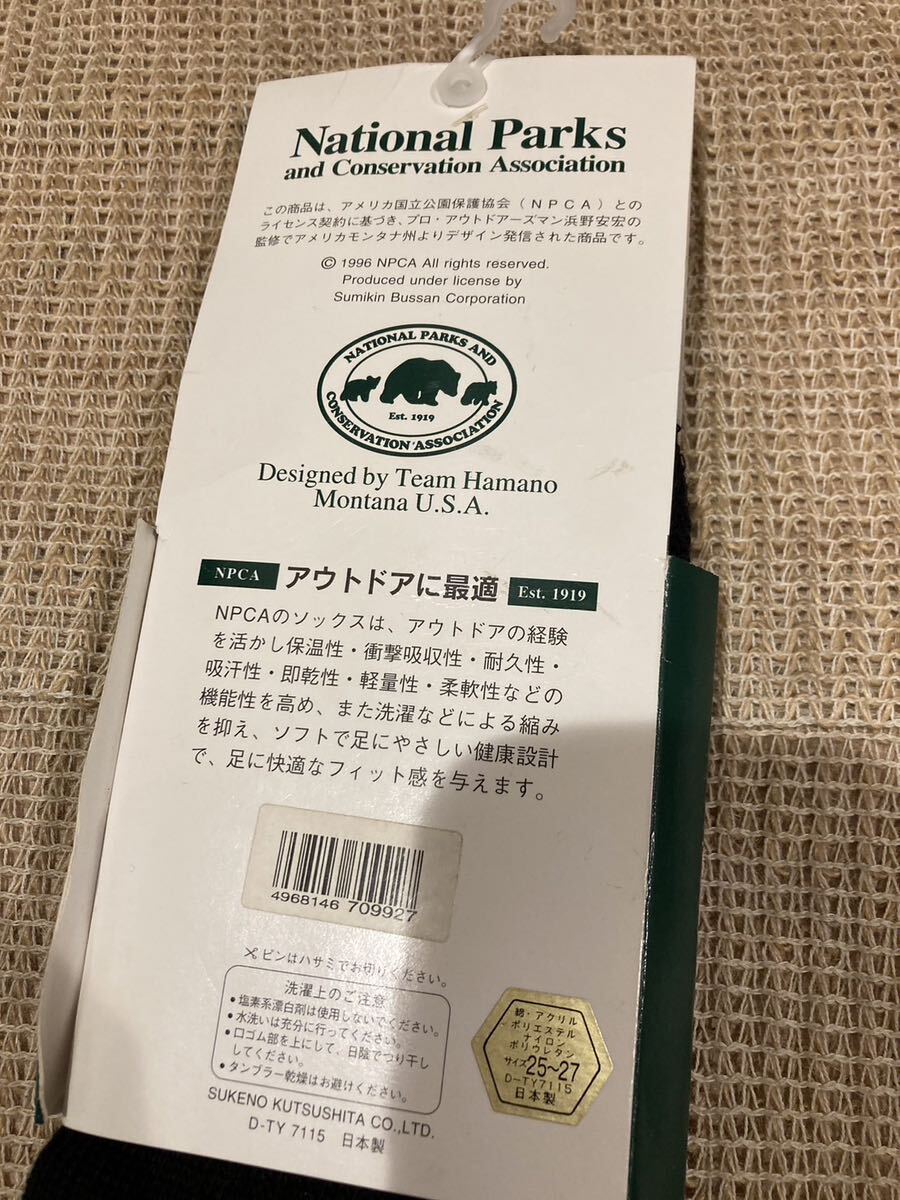 National Parks
and Conservation Association
この商品は、アメリカ国立公園保護協会（NPCA）との
ライセンス契約に基づき、プロ・アウトドアーズマン浜野安宏の
監修でアメリカモンタナ州よりデザイン発信された商品です。
© 1996 NPCA All rights reserved.
Produced under license by
Sumikin Bussan Corporation
NATIONAL PARKS AND
Est. 1919
CONSERVATION ASSOCIATION
Designed by Team Hamano
Montana U.S.A.
NPCA アウトドアに最適 Est. 1919
NPCAのソックスは、アウトドアの経験
を活かし保温性・衝撃吸収性・耐久性・
吸汗性・即乾性・軽量性・柔軟性などの
機能性を高め、また洗濯などによる縮み
を抑え、ソフトで足にやさしい健康設計
で、足に快適なフィット感を与えます。
4968146 709927
✂ピンはハサミでお切りください。
洗濯上のご注意
●塩素系漂白剤は使用しないでください。
●水洗いは充分に行ってください。
●口ゴム部を上にして、日陰でつり干し
してください。
●タンブラー乾燥はお避けください。
SUKENO KUTSUSHITA CO.,LTD.
D-TY 7115 日本製
綿・アクリル
ポリエステル
ナイロン
ポリウレタン
サイズ 25~27
D-TY7115
日本製